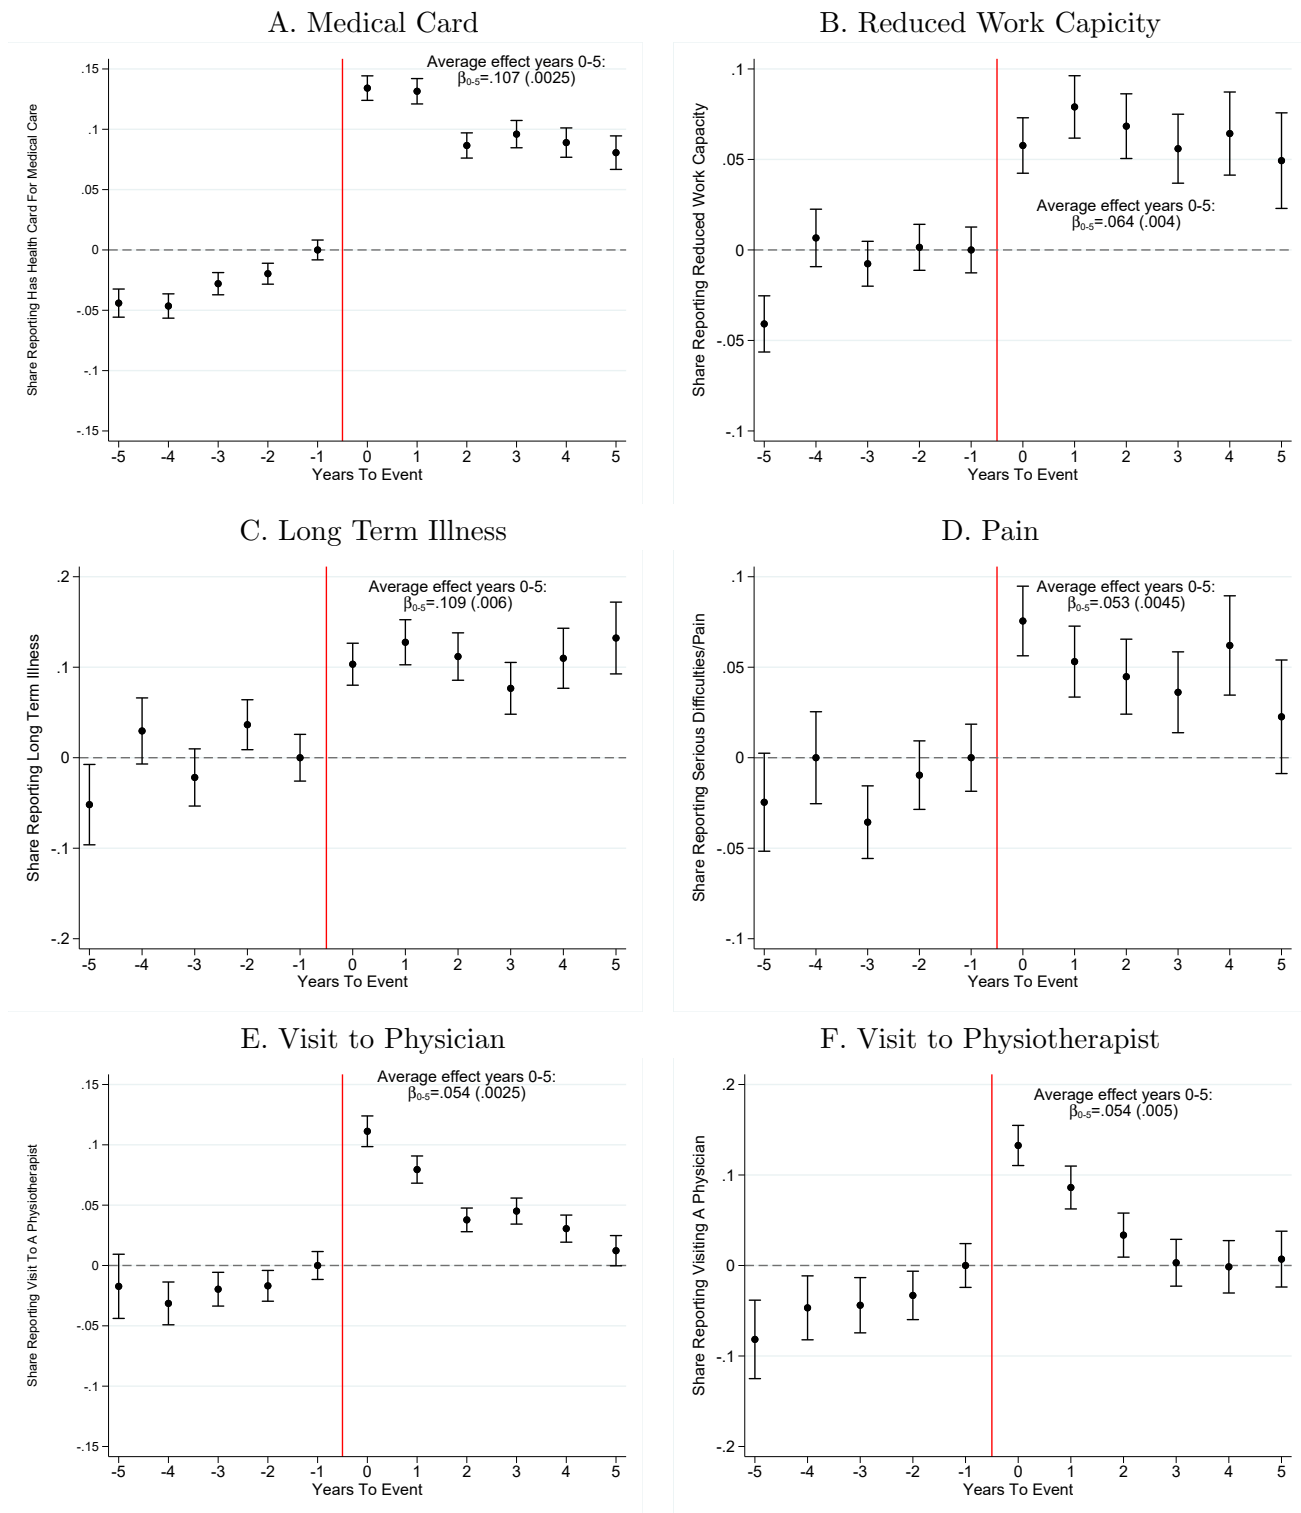 A. Medical Card
Share Reporting Has Health Card For Medical Care
Average effect years 0-5:
β0-5=.107 (.0025)
.15
.1
.05
0
-.05
-.1
-.15
-5 -4 -3 -2 -1 0 1 2 3 4 5
Years To Event
B. Reduced Work Capicity
Share Reporting Reduced Work Capacity
.1
.05
0
-.05
-.1
Average effect years 0-5:
β0-5=.064 (.004)
-5 -4 -3 -2 -1 0 1 2 3 4 5
Years To Event
C. Long Term Illness
Share Reporting Long Term Illness
Average effect years 0-5:
β0-5=.109 (.006)
.2
.1
0
-.1
-.2
-5 -4 -3 -2 -1 0 1 2 3 4 5
Years To Event
D. Pain
Share Reporting Serious Difficulties/Pain
Average effect years 0-5:
β0-5=.053 (.0045)
.1
.05
0
-.05
-.1
-5 -4 -3 -2 -1 0 1 2 3 4 5
Years To Event
E. Visit to Physician
Share Reporting Visit To A Physiotherapist
Average effect years 0-5:
β0-5=.054 (.0025)
.15
.1
.05
0
-.05
-.1
-.15
-5 -4 -3 -2 -1 0 1 2 3 4 5
Years To Event
F. Visit to Physiotherapist
Share Reporting Visiting A Physician
Average effect years 0-5:
β0-5=.054 (.005)
.2
.1
0
-.1
-.2
-5 -4 -3 -2 -1 0 1 2 3 4 5
Years To Event